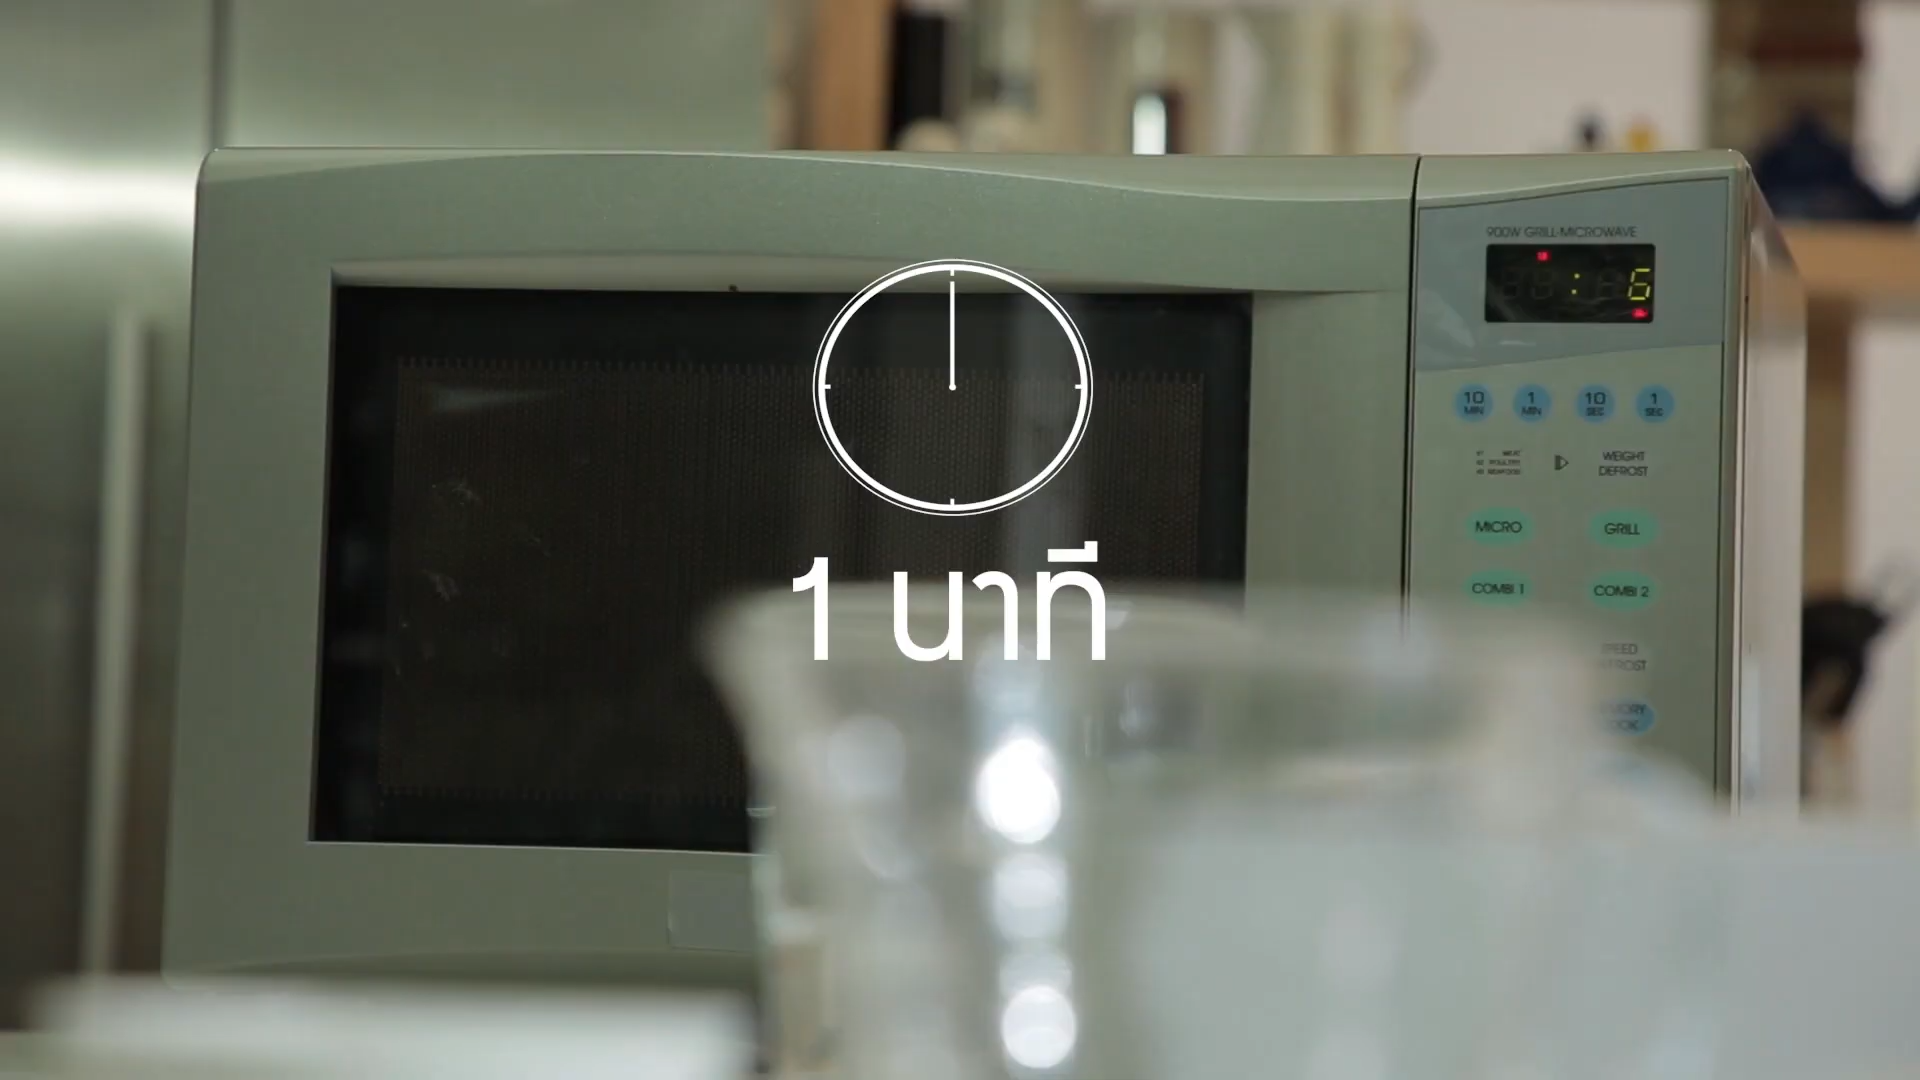 900W GRILL-MICROWAVE
: 6
10 MIN
1 MIN
10 SEC
1 SEC
WEIGHT
DEFROST
MICRO
GRILL
1 นาที
COMBI 1
COMBI 2